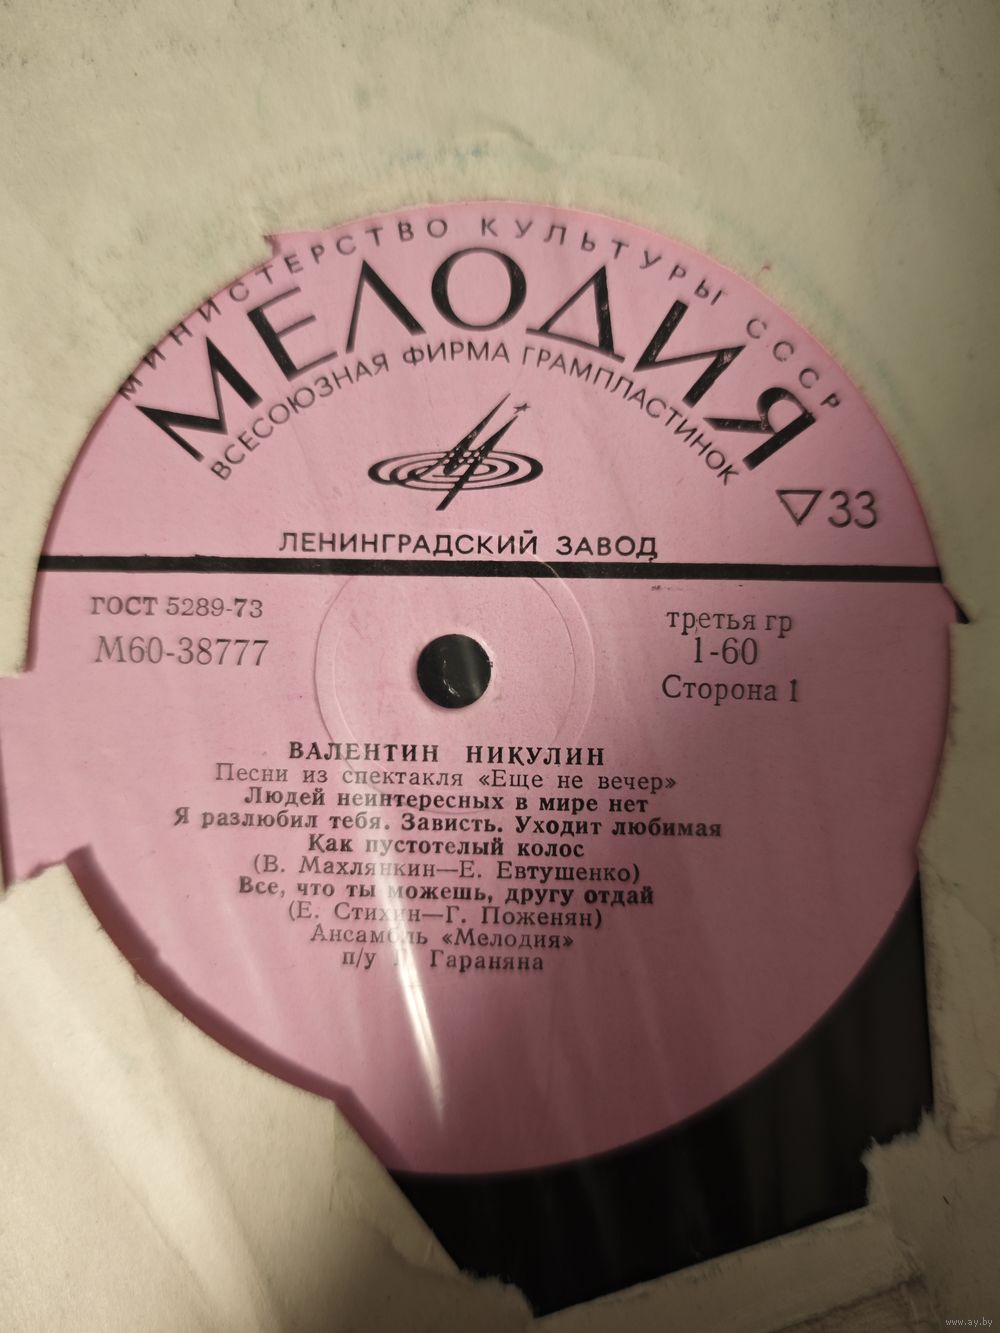 МИНИСТЕРСТВО КУЛЬТУРЫ СССР
МЕЛОДИЯ
ВСЕСОЮЗНАЯ ФИРМА ГРАМПЛАСТИНОК
33
ЛЕНИНГРАДСКИЙ ЗАВОД
ГОСТ 5289-73
третья гр
М60-38777
1-60
Сторона 1
ВАЛЕНТИН НИКУЛИН
Песни из спектакля «Еще не вечер»
Людей неинтересных в мире нет
Я разлюбил тебя. Зависть. Уходит любимая
Как пустотелый колос
(В. Махлянкин—Е. Евтушенко)
Все, что ты можешь, другу отдай
(Е. Стихин—Г. Поженян)
Ансамбль «Мелодия»
п/у Гараняна
www.ay.by